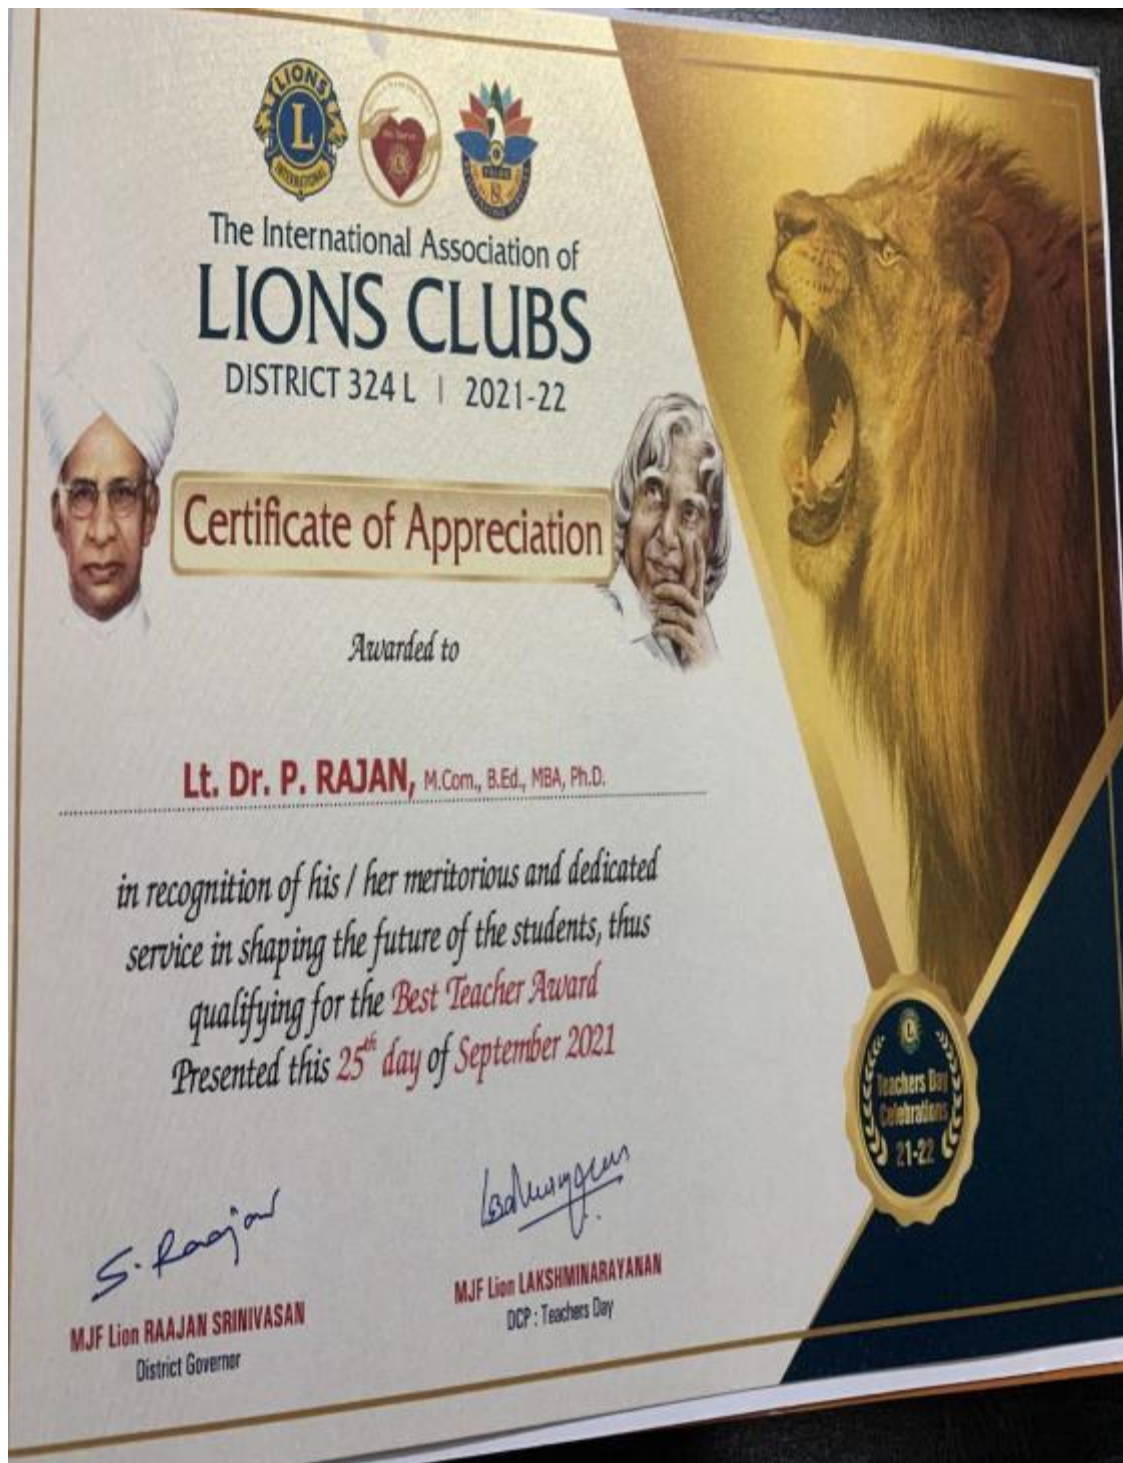 LIONS
L
INTERNATIONAL
The International Association of
LIONS CLUBS
DISTRICT 324 L | 2021-22
Certificate of Appreciation
Awarded to
Lt. Dr. P. RAJAN, M.Com., B.Ed., MBA, Ph.D.
in recognition of his / her meritorious and dedicated
service in shaping the future of the students, thus
qualifying for the Best Teacher Award
Presented this 25th day of September 2021
S. Raajan
MJF Lion RAAJAN SRINIVASAN
District Governor
MJF Lion LAKSHMINARAYANAN
DCP : Teachers Day
L
Teachers Day
Celebrations
21-22